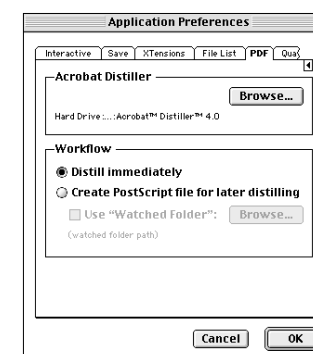 Application Preferences
Interactive Save XTensions File List PDF
Acrobat Distiller
Browse...
Hard Drive:...:Acrobat™ Distiller™ 4.0
Workflow
Distill immediately
Create PostScript file for later distilling
Use “Watched Folder”: Browse...
(watched folder path)
Cancel OK